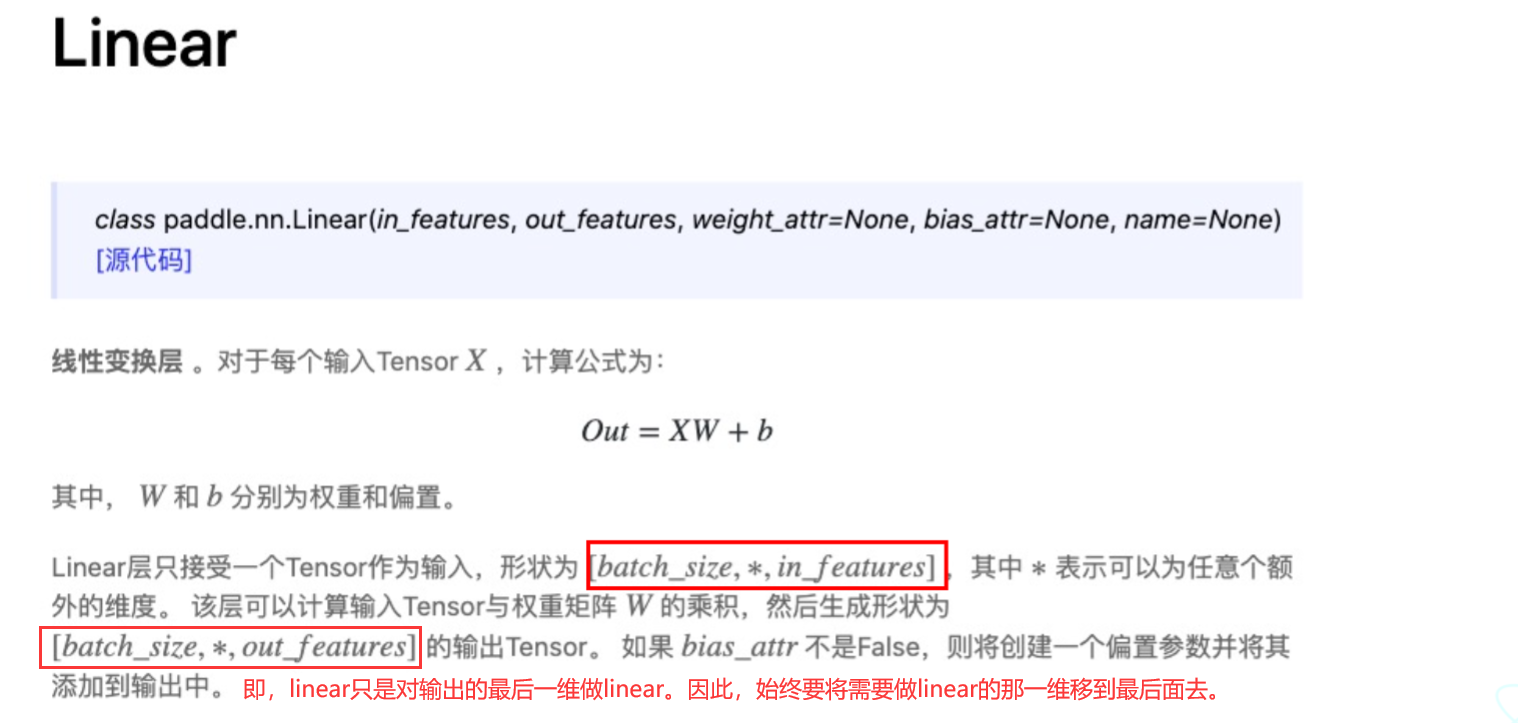 Linear
class paddle.nn.Linear(in_features, out_features, weight_attr=None, bias_attr=None, name=None)
[源代码]
线性变换层 。对于每个输入Tensor X ，计算公式为：
Out = XW + b
其中， W 和 b 分别为权重和偏置。
Linear层只接受一个Tensor作为输入，形状为 [batch_size, *, in_features] ，其中 * 表示可以为任意个额
外的维度。 该层可以计算输入Tensor与权重矩阵 W 的乘积，然后生成形状为
[batch_size, *, out_features] 的输出Tensor。 如果 bias_attr 不是False，则将创建一个偏置参数并将其
添加到输出中。 即，linear只是对输出的最后一维做linear。因此，始终要将需要做linear的那一维移到最后面去。